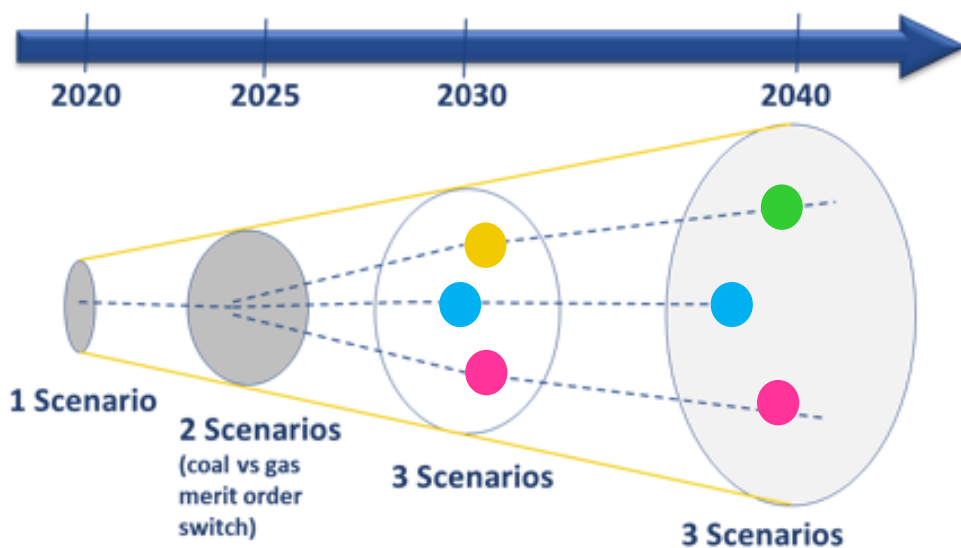 2020 2025 2030 2040
1 Scenario
2 Scenarios
(coal vs gas
merit order
switch)
3 Scenarios
3 Scenarios